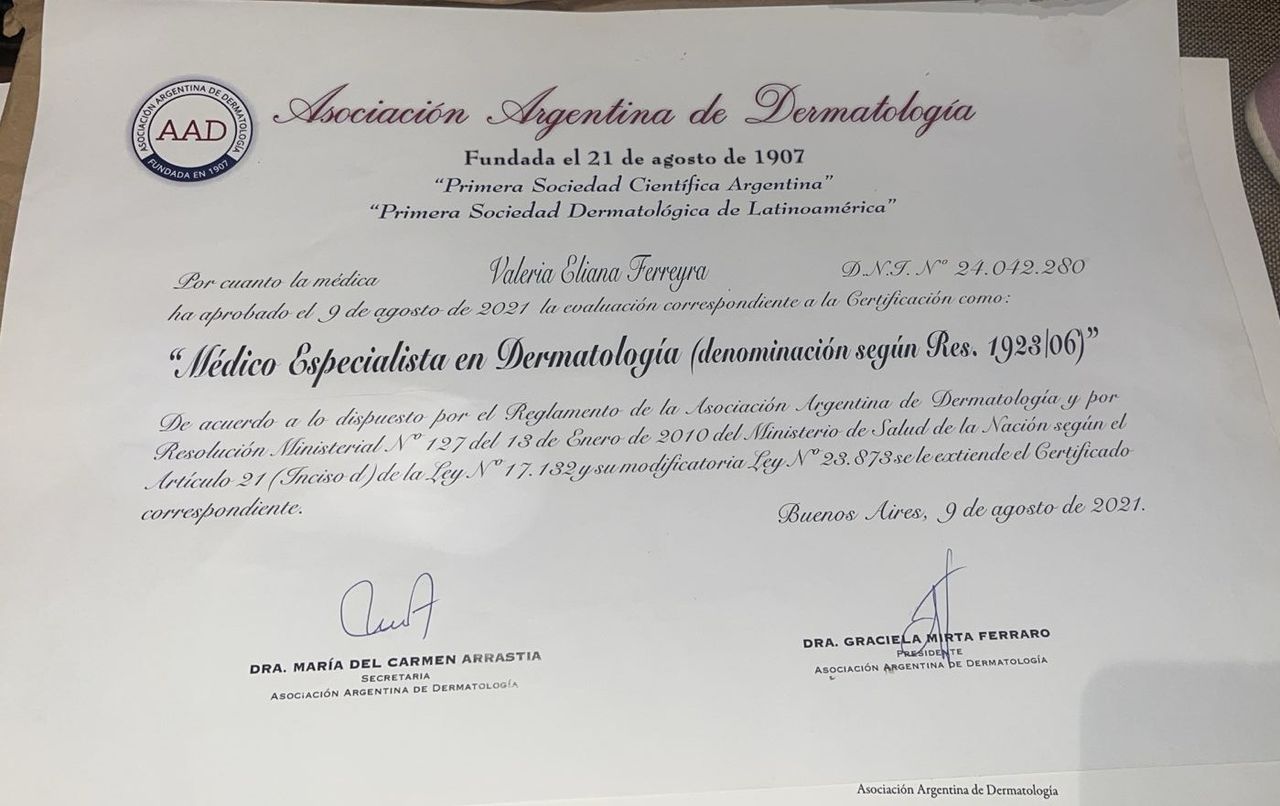 ASOCIACIÓN ARGENTINA DE DERMATOLOGÍA
AAD
FUNDADA EN 1907
Asociación Argentina de Dermatología
Fundada el 21 de agosto de 1907
“Primera Sociedad Científica Argentina”
“Primera Sociedad Dermatológica de Latinoamérica”
Por cuanto la médica Valeria Eliana Ferreyra D.N.I. Nº 24.042.280
ha aprobado el 9 de agosto de 2021 la evaluación correspondiente a la Certificación como:
“Médico Especialista en Dermatología (denominación según Res. 1923|06)”
De acuerdo a lo dispuesto por el Reglamento de la Asociación Argentina de Dermatología y por
Resolución Ministerial Nº 127 del 13 de Enero de 2010 del Ministerio de Salud de la Nación según el
Artículo 21 (Inciso d) de la Ley Nº 17.132 y su modificatoria Ley Nº 23.873 se le extiende el Certificado
correspondiente.
Buenos Aires, 9 de agosto de 2021.
DRA. MARÍA DEL CARMEN ARRASTIA
SECRETARIA
ASOCIACIÓN ARGENTINA DE DERMATOLOGÍA
DRA. GRACIELA MIRTA FERRARO
PRESIDENTE
ASOCIACIÓN ARGENTINA DE DERMATOLOGÍA
Asociación Argentina de Dermatología